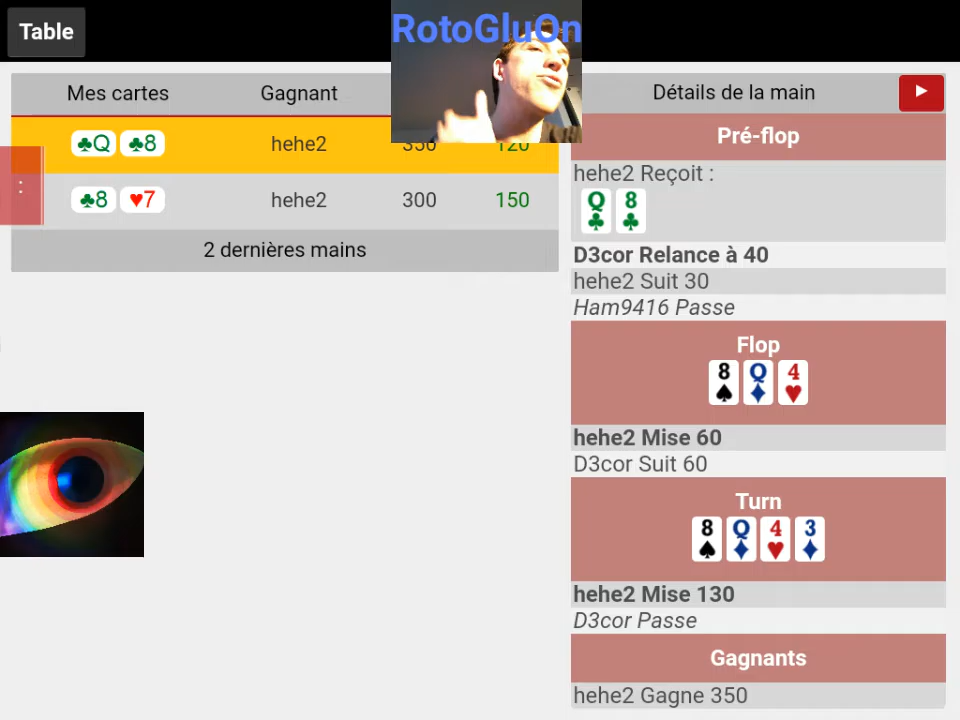 Table
RotoGluOn
Mes cartes Gagnant
♣Q ♣8 hehe2 350 120
:
♣8 ♥7 hehe2 300 150
2 dernières mains
Détails de la main
Pré-flop
hehe2 Reçoit :
Q♣ 8♣
D3cor Relance à 40
hehe2 Suit 30
Ham9416 Passe
Flop
8♠ Q♦ 4♥
hehe2 Mise 60
D3cor Suit 60
Turn
8♠ Q♦ 4♥ 3♦
hehe2 Mise 130
D3cor Passe
Gagnants
hehe2 Gagne 350